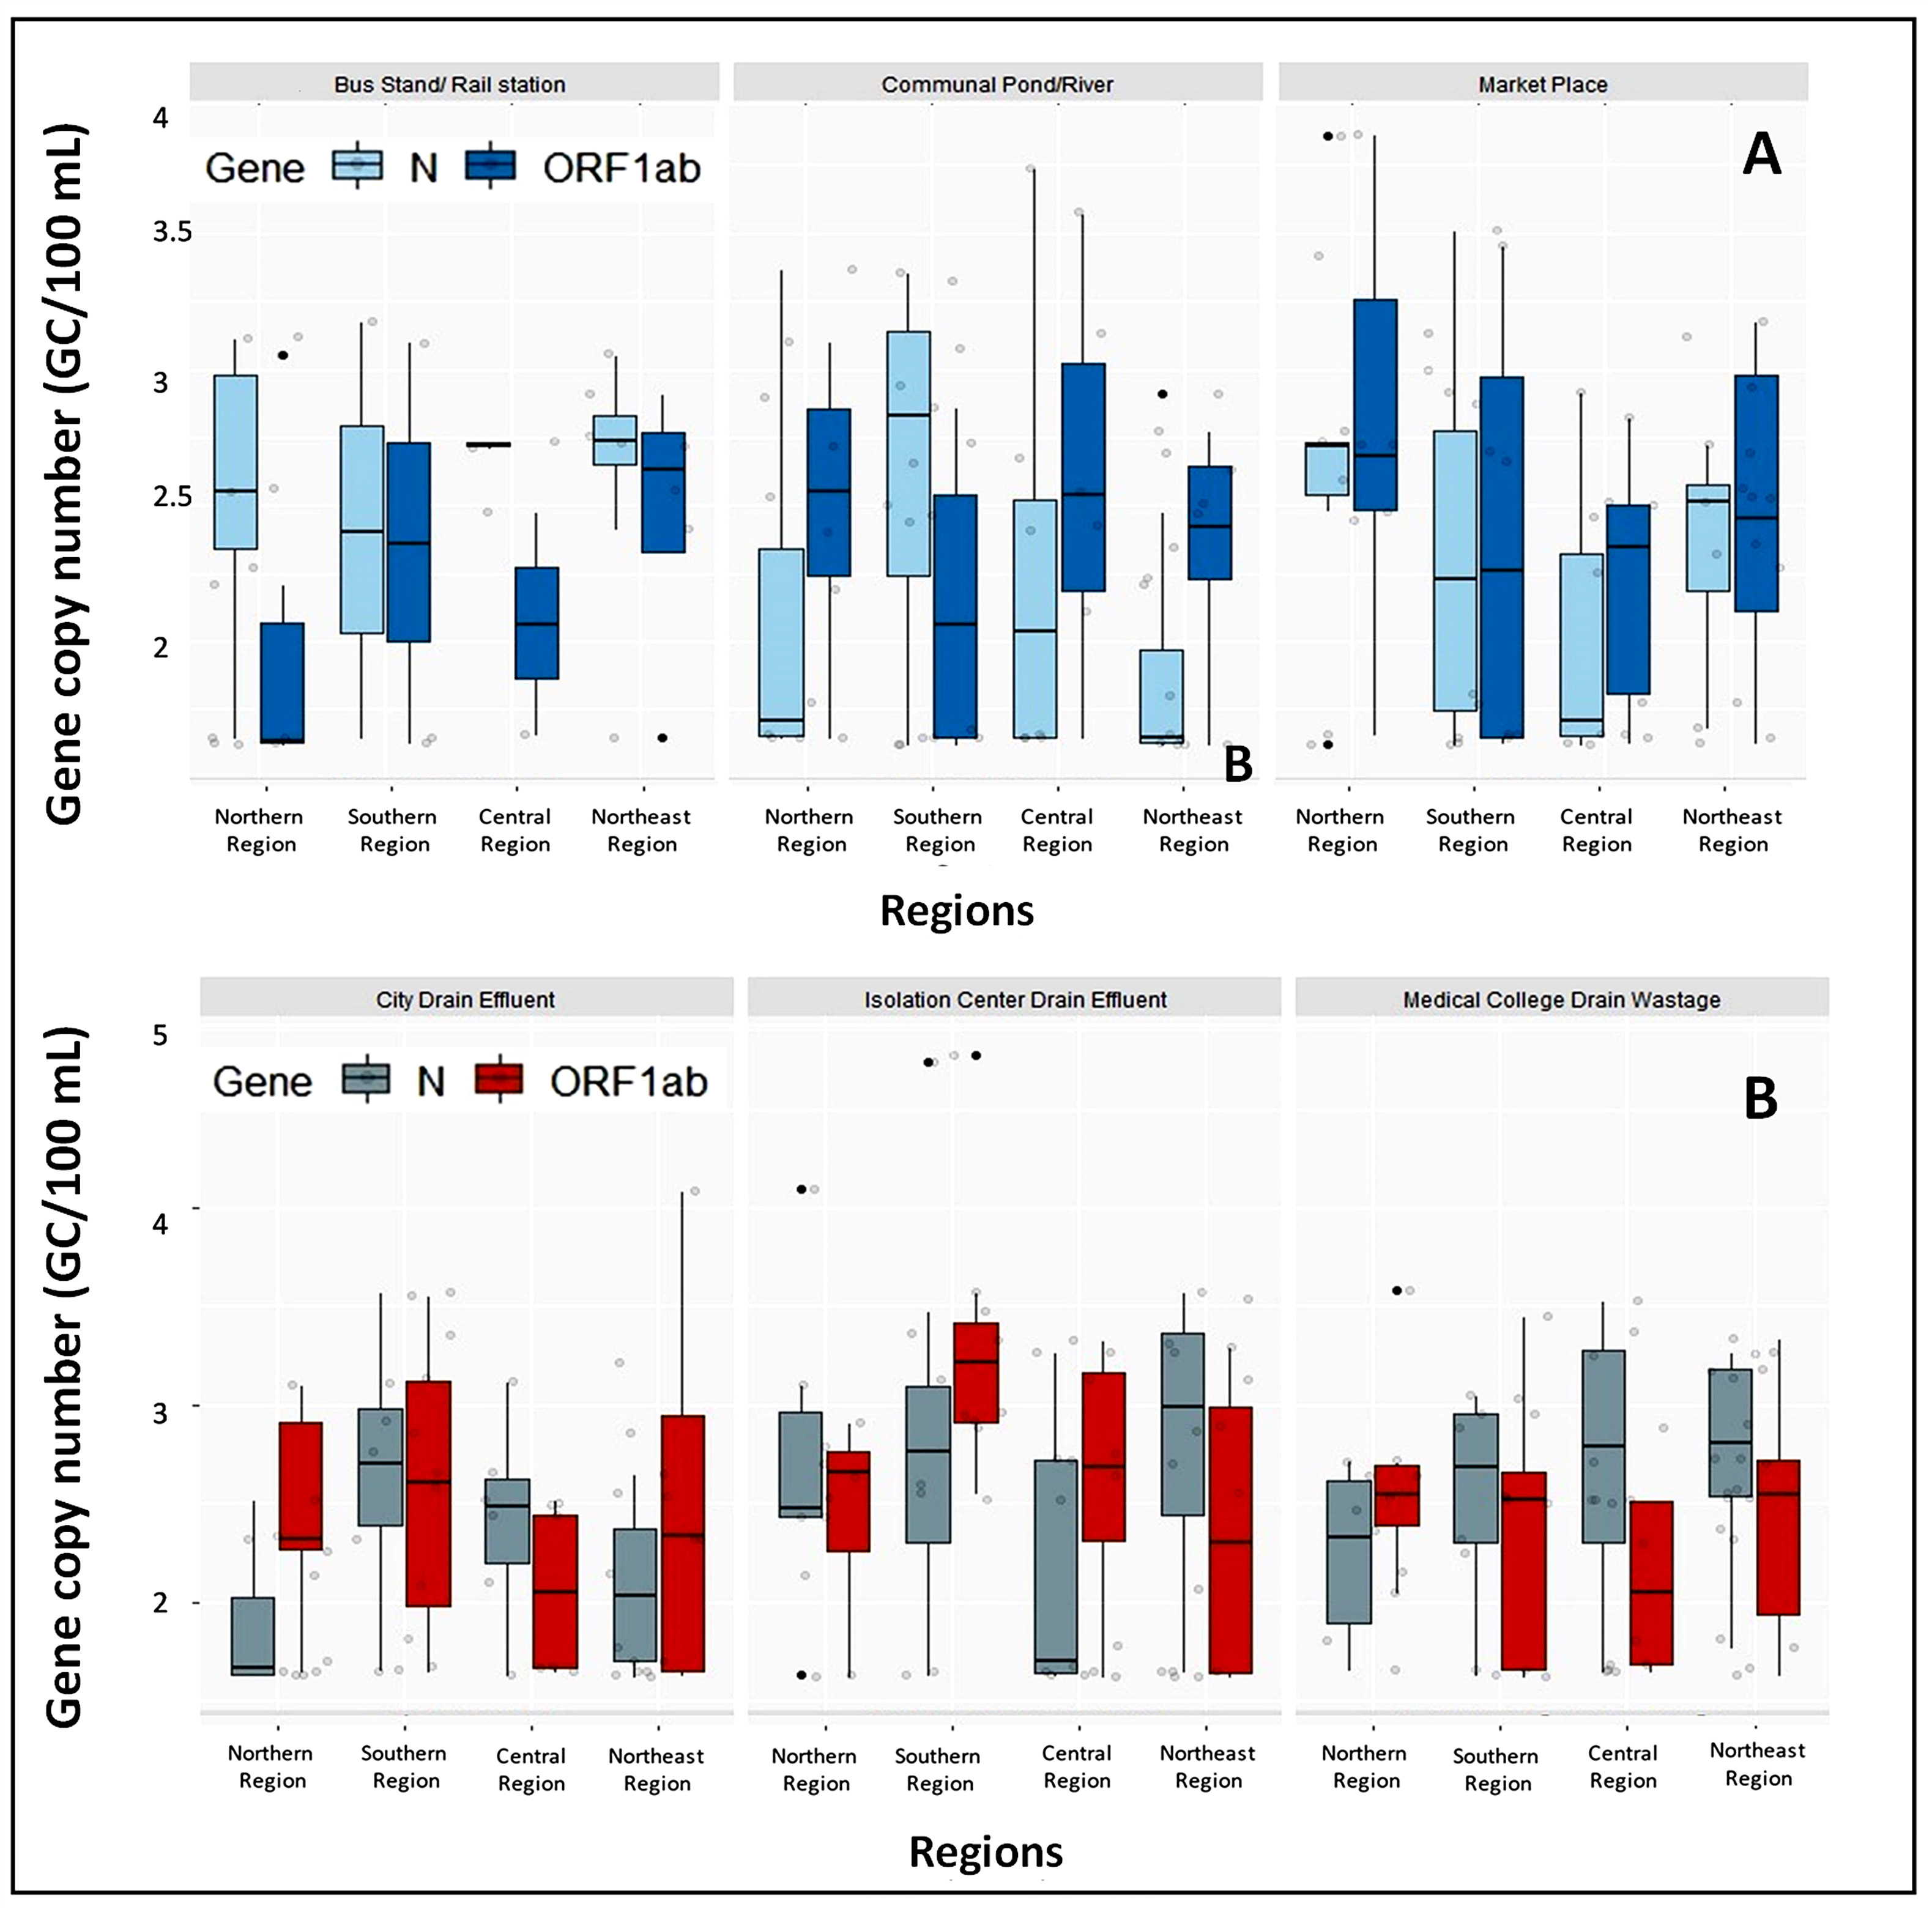 Bus Stand/ Rail station
Communal Pond/River
Market Place
Gene copy number (GC/100 mL)
4
3.5
3
2.5
2
Gene N ORF1ab
A
B
Northern Region
Southern Region
Central Region
Northeast Region
Northern Region
Southern Region
Central Region
Northeast Region
Northern Region
Southern Region
Central Region
Northeast Region
Regions
City Drain Effluent
Isolation Center Drain Effluent
Medical College Drain Wastage
Gene copy number (GC/100 mL)
5
4
3
2
Gene N ORF1ab
B
Northern Region
Southern Region
Central Region
Northeast Region
Northern Region
Southern Region
Central Region
Northeast Region
Northern Region
Southern Region
Central Region
Northeast Region
Regions